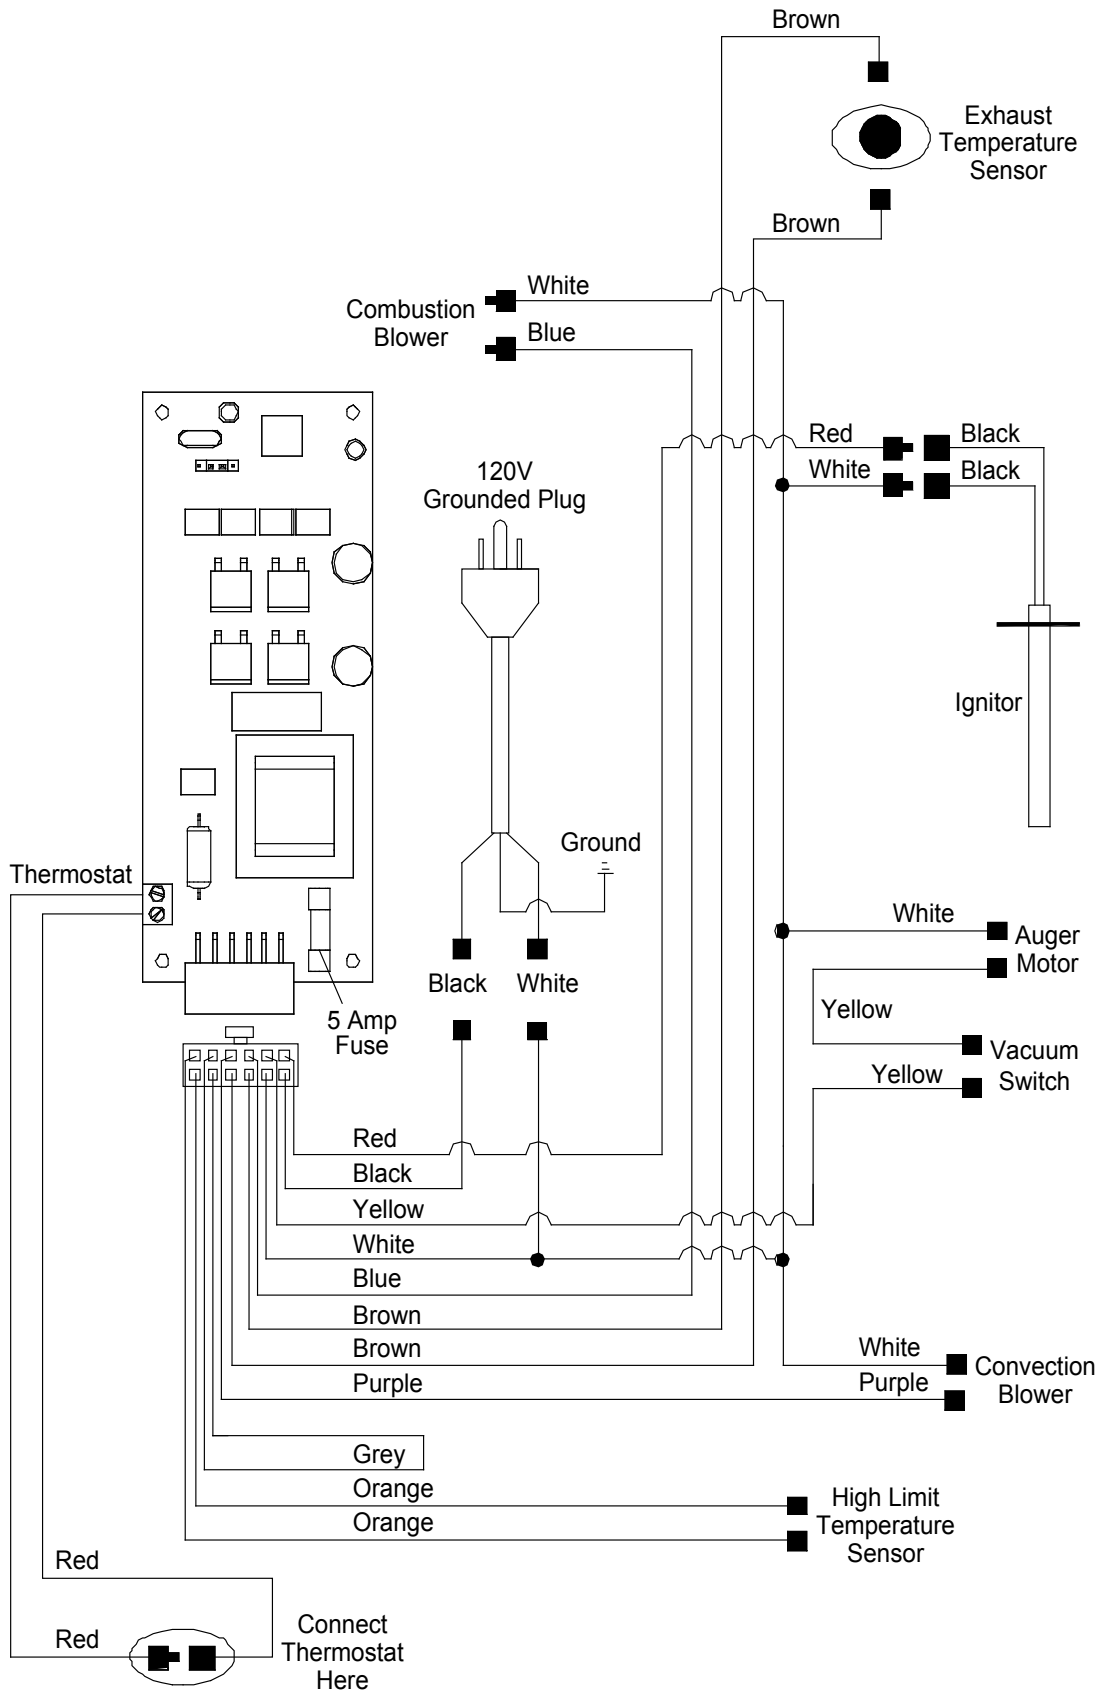 Brown
Exhaust
Temperature
Sensor
Brown
White
Combustion
Blower
Blue
Red
Black
White
Black
120V
Grounded Plug
Ignitor
Ground
Thermostat
White
Auger
Motor
Black
White
Yellow
5 Amp
Fuse
Vacuum
Switch
Yellow
Red
Black
Yellow
White
Blue
Brown
Brown
Purple
White
Purple
Convection
Blower
Grey
Orange
Orange
High Limit
Temperature
Sensor
Red
Red
Connect
Thermostat
Here